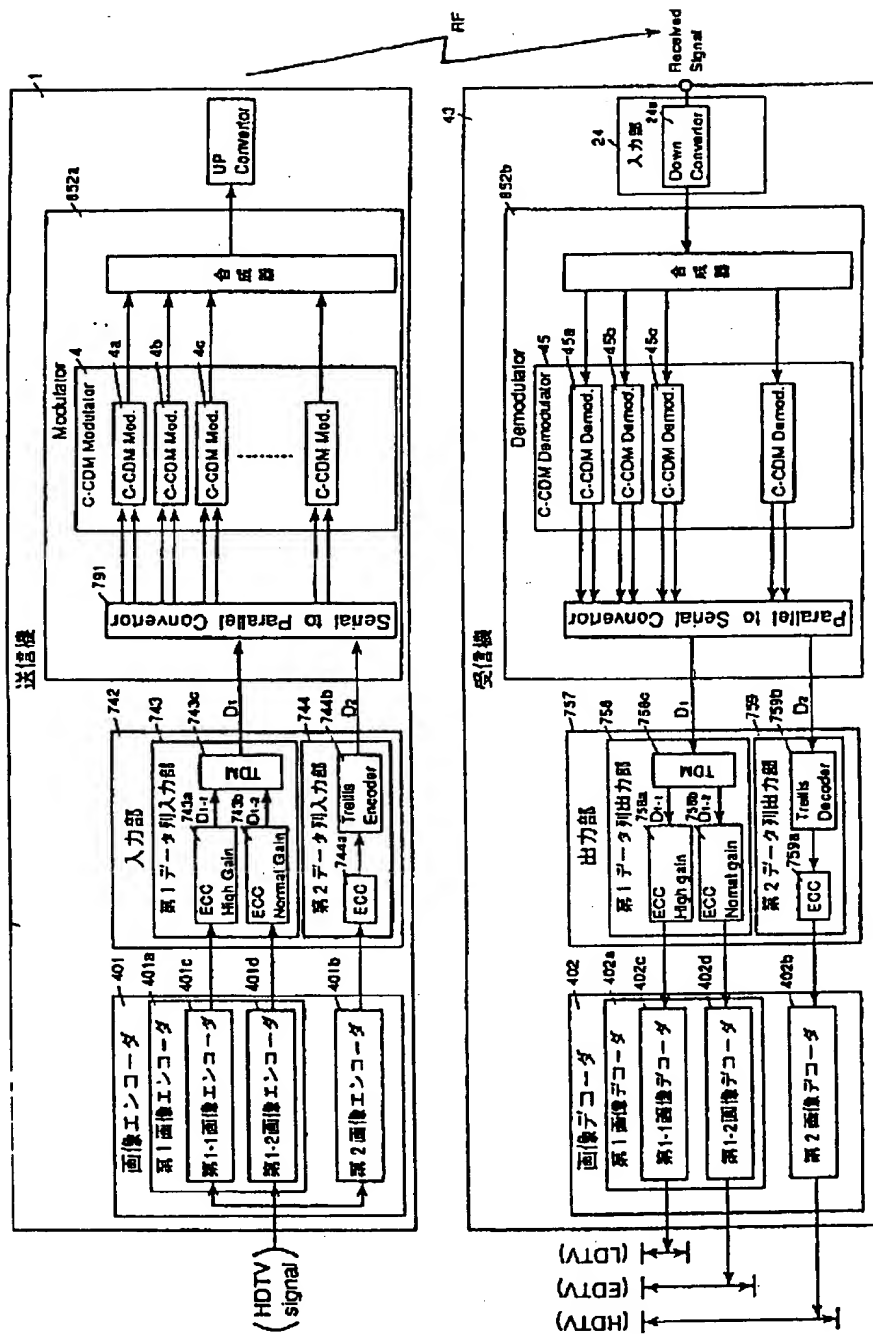 送信機
1
RF
(HDTV signal)
401
画像エンコーダ
401a
第1画像エンコーダ
401c
第1-1画像エンコーダ
401d
第1-2画像エンコーダ
401b
第2画像エンコーダ
742
入力部
743
第1データ列入力部
743a
ECC
High Gain
D1-1
743b
ECC
Normal Gain
D1-2
743c
TDM
D1
744
第2データ列入力部
744a
ECC
744b
Trellis
Encoder
D2
852a
Modulator
791
Serial to Parallel Convertor
4
C-CDM Modulator
4a
C-CDM Mod.
4b
C-CDM Mod.
4c
C-CDM Mod.
C-CDM Mod.
合成器
UP
Convertor
受信機
43
Received
Signal
24
入力部
24a
Down
Convertor
852b
Demodulator
合成器
45
C-CDM Demodulator
45a
C-CDM Demod.
45b
C-CDM Demod.
45c
C-CDM Demod.
C-CDM Demod.
Parallel to Serial Convertor
D1
D2
757
出力部
758
第1データ列出力部
758c
TDM
758a
D1-1
ECC
High gain
758b
D1-2
ECC
Normal gain
759
第2データ列出力部
759b
Trellis
Decoder
759a
ECC
402
画像デコーダ
402a
第1画像デコーダ
402c
第1-1画像デコーダ
402d
第1-2画像デコーダ
402b
第2画像デコーダ
(LDTV)
(EDTV)
(HDTV)